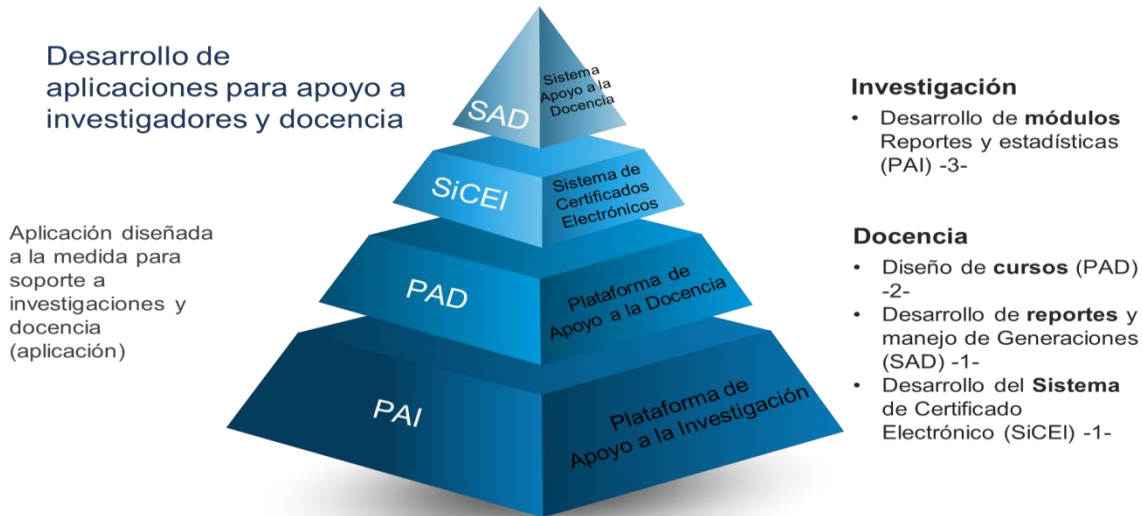 Desarrollo de
aplicaciones para apoyo a
investigadores y docencia
Aplicación diseñada
a la medida para
soporte a
investigaciones y
docencia
(aplicación)
SAD
Sistema
Apoyo a la
Docencia
SiCEl
Sistema de
Certificados
Electrónicos
PAD
Plataforma de
Apoyo a la Docencia
PAI
Plataforma de
Apoyo a la Investigación
Investigación
• Desarrollo de módulos
Reportes y estadísticas
(PAI) -3-
Docencia
• Diseño de cursos (PAD)
-2-
• Desarrollo de reportes y
manejo de Generaciones
(SAD) -1-
• Desarrollo del Sistema
de Certificado
Electrónico (SiCEl) -1-